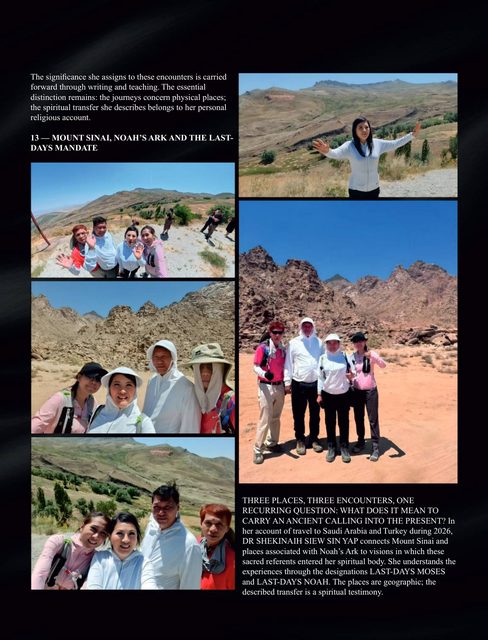 The significance she assigns to these encounters is carried
forward through writing and teaching. The essential
distinction remains: the journeys concern physical places;
the spiritual transfer she describes belongs to her personal
religious account.
13 — MOUNT SINAI, NOAH'S ARK AND THE LAST-
DAYS MANDATE
THREE PLACES, THREE ENCOUNTERS, ONE
RECURRING QUESTION: WHAT DOES IT MEAN TO
CARRY AN ANCIENT CALLING INTO THE PRESENT? In
her account of travel to Saudi Arabia and Turkey during 2026,
DR SHEKINAIH SIEW SIN YAP connects Mount Sinai and
places associated with Noah's Ark to visions in which these
sacred referents entered her spiritual body. She understands the
experiences through the designations LAST-DAYS MOSES
and LAST-DAYS NOAH. The places are geographic; the
described transfer is a spiritual testimony.